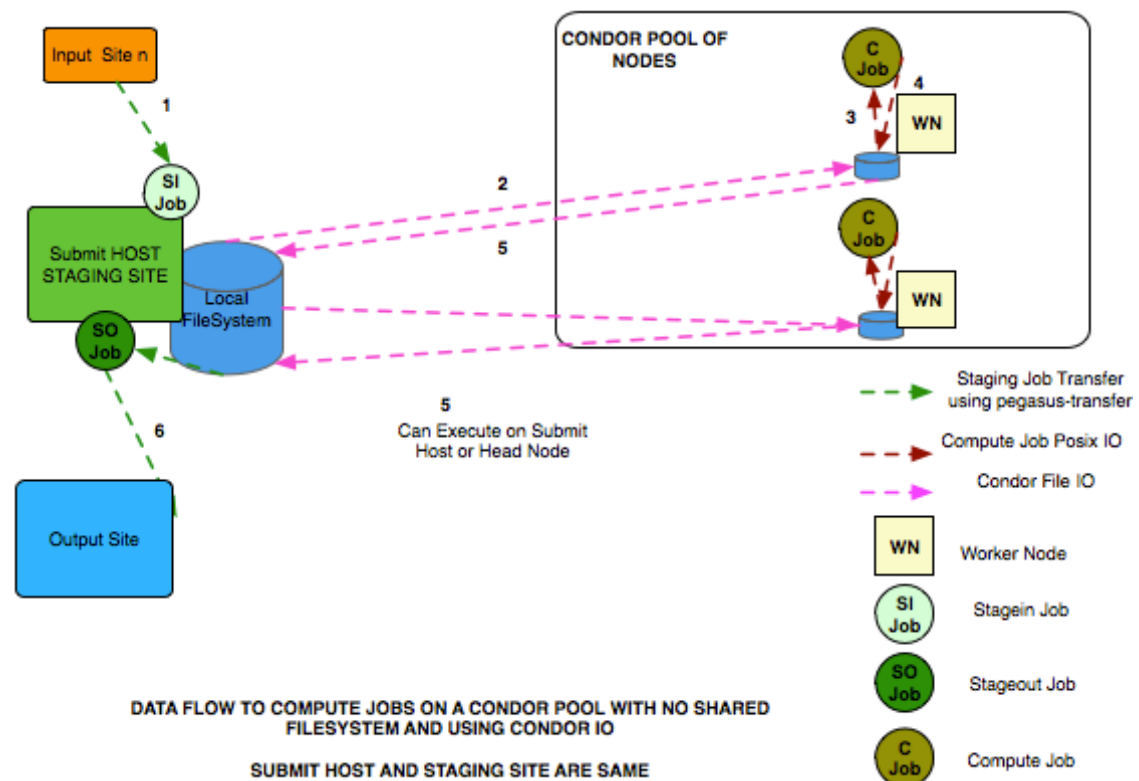 Input  Site n
1
SI
Job
Submit HOST
STAGING SITE
Local
FileSystem
SO
Job
6
Output Site
2
5
5
Can Execute on Submit
Host or Head Node
CONDOR POOL OF
NODES
C
Job
3
4
WN
C
Job
WN
Staging Job Transfer
using pegasus-transfer
Compute Job Posix IO
Condor File IO
WN
Worker Node
SI
Job
Stagein Job
SO
Job
Stageout Job
C
Job
Compute Job
DATA FLOW TO COMPUTE JOBS ON A CONDOR POOL WITH NO SHARED
FILESYSTEM AND USING CONDOR IO
SUBMIT HOST AND STAGING SITE ARE SAME